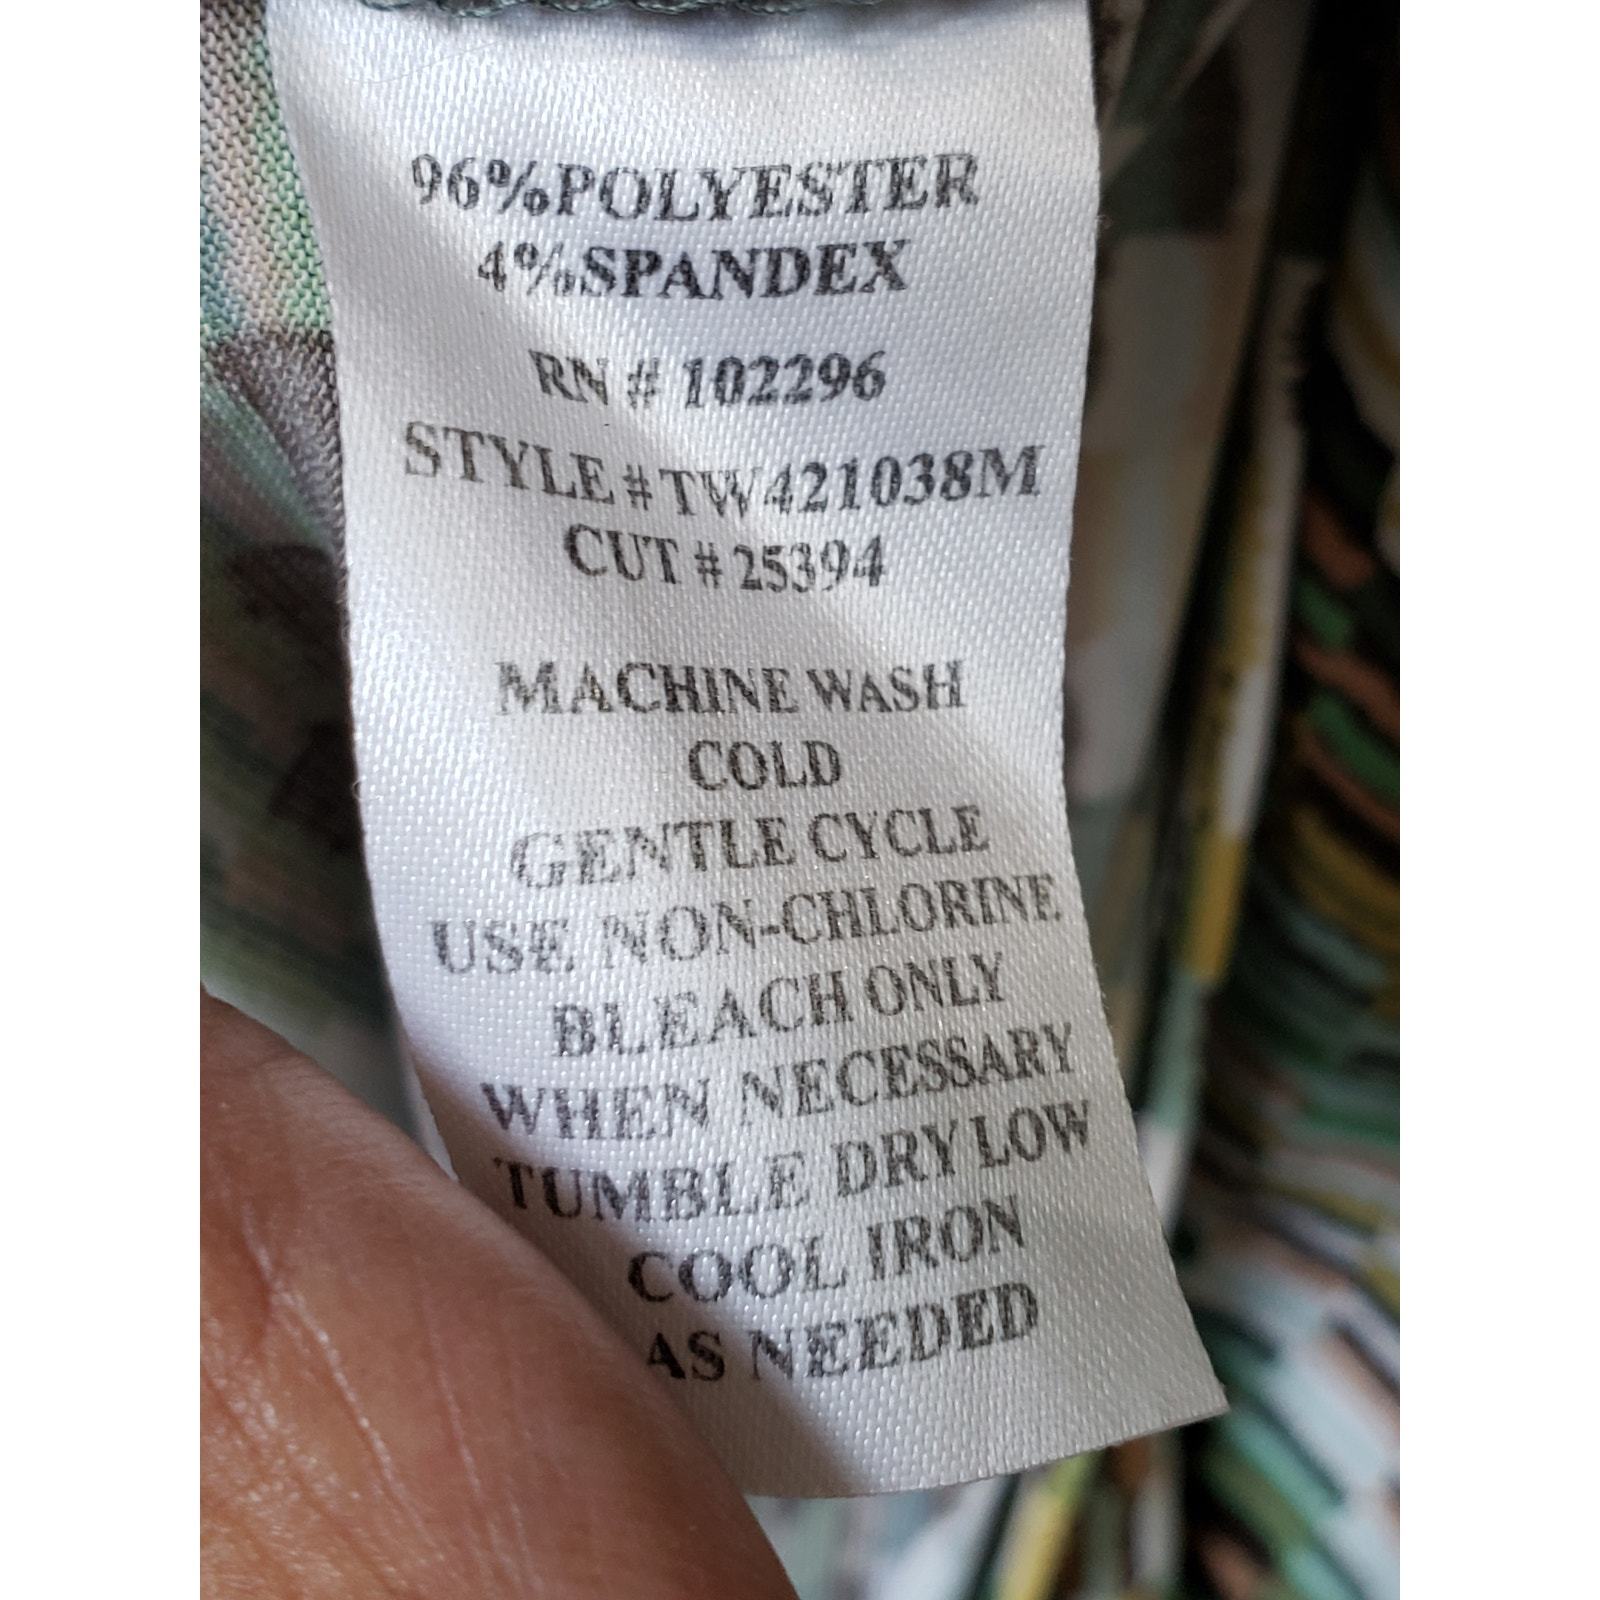 96%POLYESTER
4%SPANDEX
RN # 102296
STYLE#TW421038M
CUT # 25394
MACHINE WASH
COLD
GENTLE CYCLE
USE NON-CHLORINE
BLEACH ONLY
WHEN NECESSARY
TUMBLE DRY LOW
COOL IRON
AS NEEDED